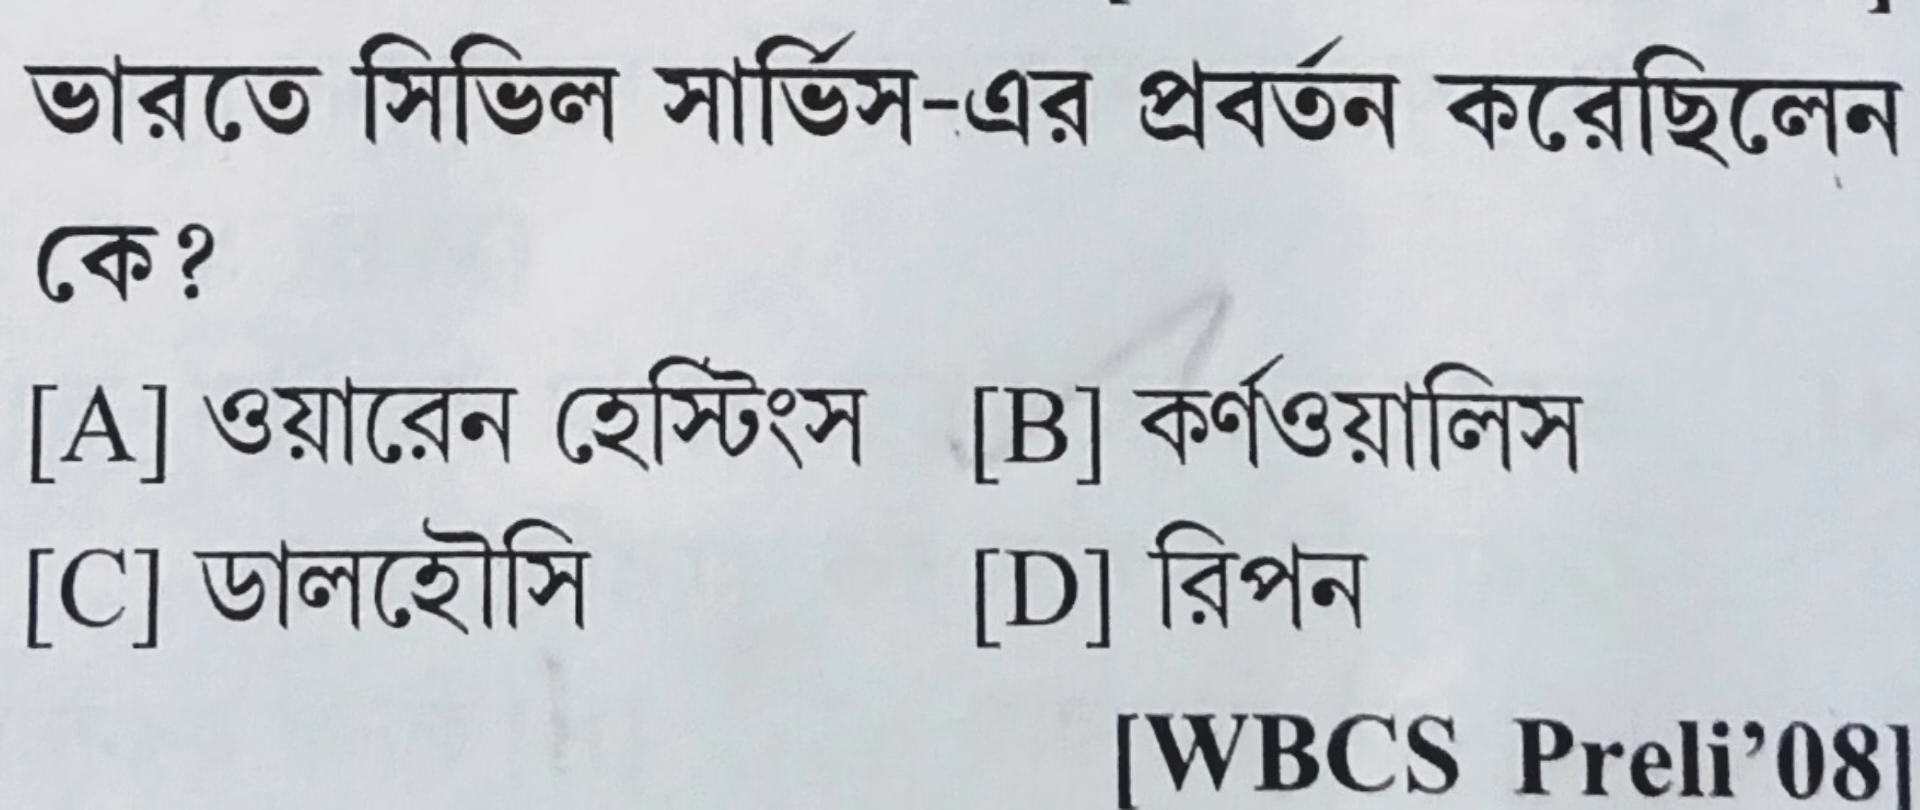 ভারতে সিভিল সার্ভিস-এর প্রবর্তন করেছিলেন
কে?
[A] ওয়ারেন হেস্টিংস [B] কর্ণওয়ালিস
[C] ডালহৌসি [D] রিপন
[WBCS Preli’08]